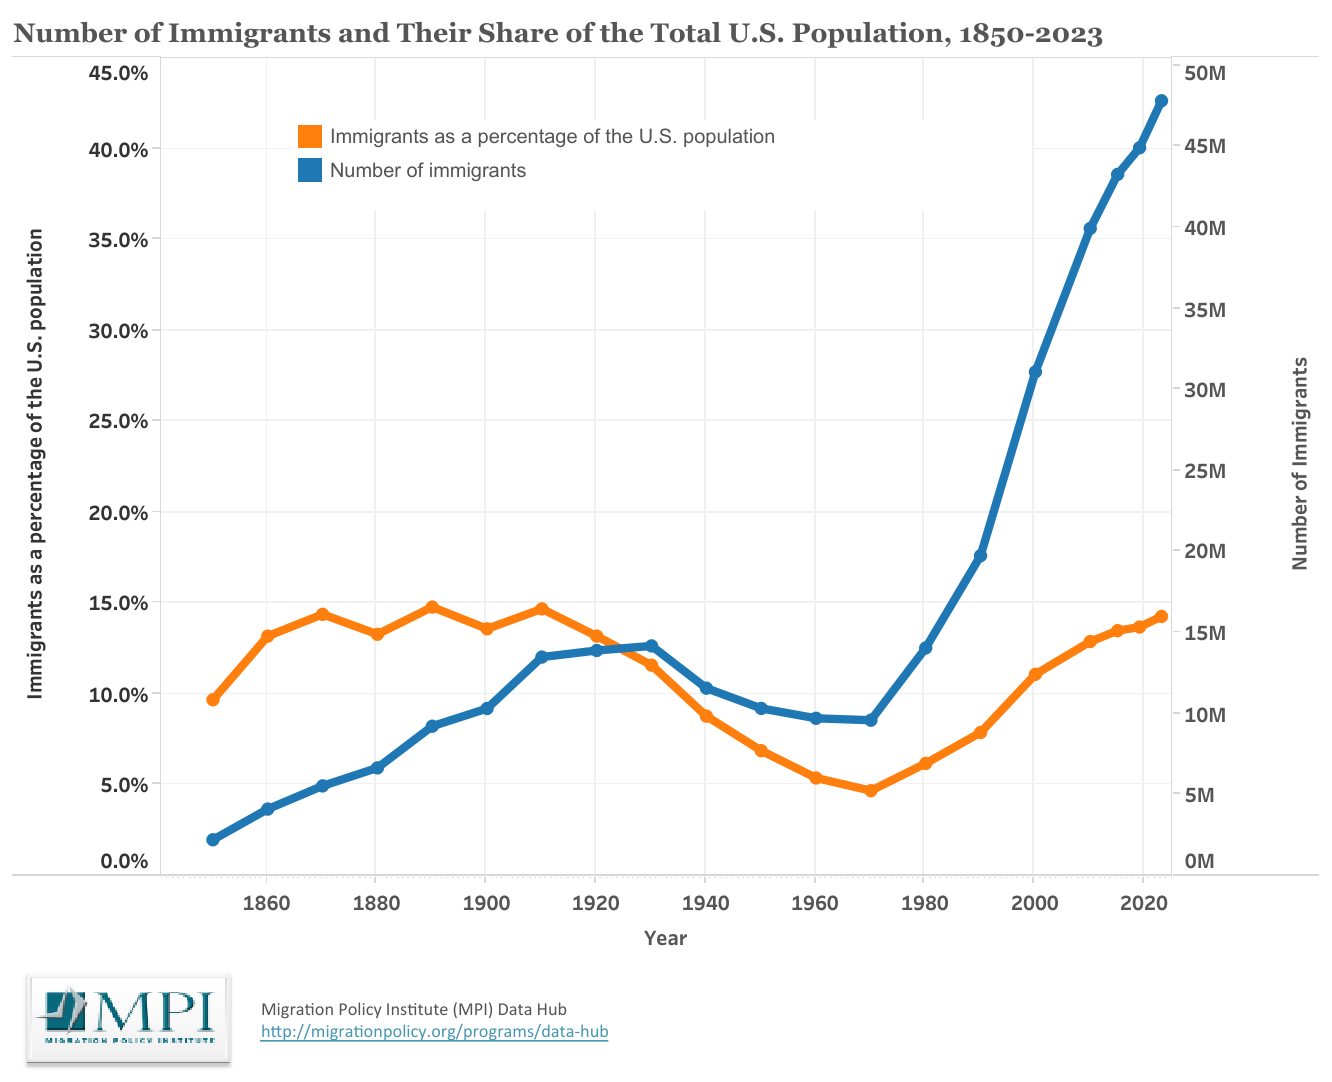 Number of Immigrants and Their Share of the Total U.S. Population, 1850-2023
45.0%
40.0%
35.0%
30.0%
25.0%
20.0%
15.0%
10.0%
5.0%
0.0%
Immigrants as a percentage of the U.S. population
Immigrants as a percentage of the U.S. population
Number of immigrants
50M
45M
40M
35M
30M
25M
20M
15M
10M
5M
0M
Number of Immigrants
1860 1880 1900 1920 1940 1960 1980 2000 2020
Year
MPI
MIGRATION POLICY INSTITUTE
Migration Policy Institute (MPI) Data Hub
http://migrationpolicy.org/programs/data-hub